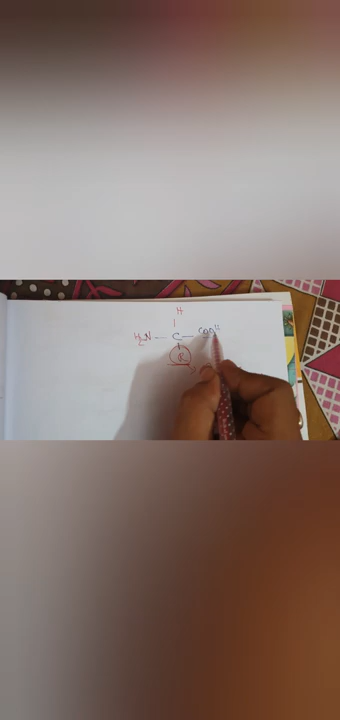 H
H₂N — C — COOH
R